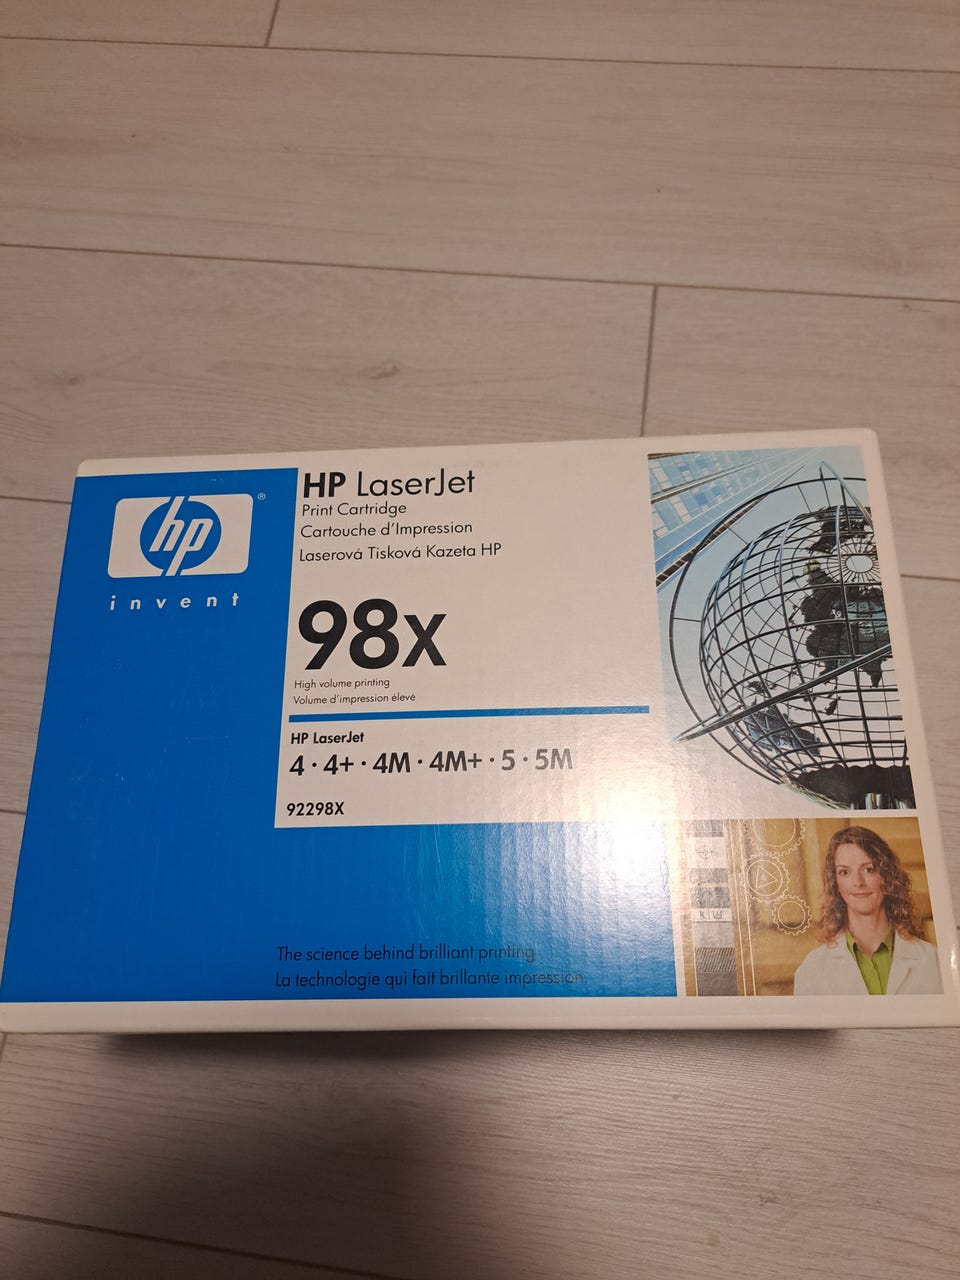 hp ®
invent
HP LaserJet
Print Cartridge
Cartouche d'Impression
Laserová Tisková Kazeta HP
98X
High volume printing
Volume d'impression élevé
HP LaserJet
4 · 4+ · 4M · 4M+ · 5 · 5M
92298X
The science behind brilliant printing.
La technologie qui fait brillante impression.
K